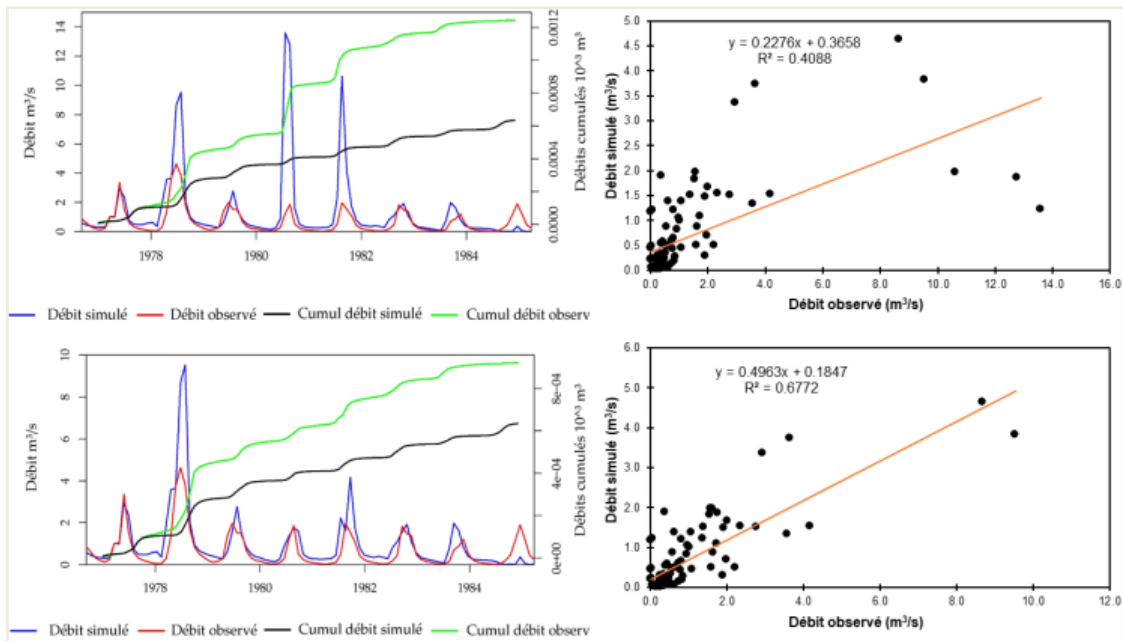 Débit m³/s
0 2 4 6 8 10 12 14
1978 1980 1982 1984
0.0000 0.0004 0.0008 0.0012
Débits cumulés 10^³ m³
Débit simulé Débit observé Cumul débit simulé Cumul débit observ
y = 0.2276x + 0.3658
R² = 0.4088
Débit simulé (m³/s)
5.0
4.5
4.0
3.5
3.0
2.5
2.0
1.5
1.0
0.5
0.0
0.0 2.0 4.0 6.0 8.0 10.0 12.0 14.0 16.0
Débit observé (m³/s)
Débit m³/s
0 2 4 6 8 10
1978 1980 1982 1984
0e+00 4e-04 8e-04
Débits cumulés 10^³ m³
Débit simulé Débit observé Cumul débit simulé Cumul débit observ
y = 0.4963x + 0.1847
R² = 0.6772
Débit simulé (m³/s)
6.0
5.0
4.0
3.0
2.0
1.0
0.0
0.0 2.0 4.0 6.0 8.0 10.0 12.0
Débit observé (m³/s)